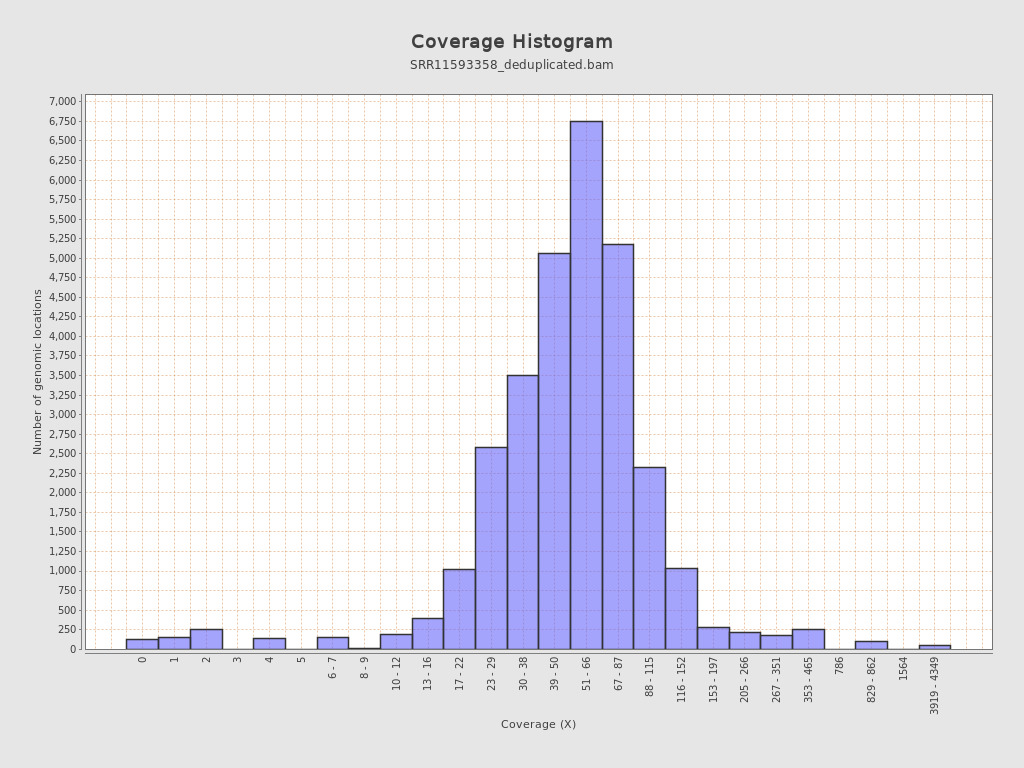 Coverage Histogram
SRR11593358_deduplicated.bam
Number of genomic locations
7,000
6,750
6,500
6,250
6,000
5,750
5,500
5,250
5,000
4,750
4,500
4,250
4,000
3,750
3,500
3,250
3,000
2,750
2,500
2,250
2,000
1,750
1,500
1,250
1,000
750
500
250
0
0
1
2
3
4
5
6 - 7
8 - 9
10 - 12
13 - 16
17 - 22
23 - 29
30 - 38
39 - 50
51 - 66
67 - 87
88 - 115
116 - 152
153 - 197
205 - 266
267 - 351
353 - 465
786
829 - 862
1564
3919 - 4349
Coverage (X)